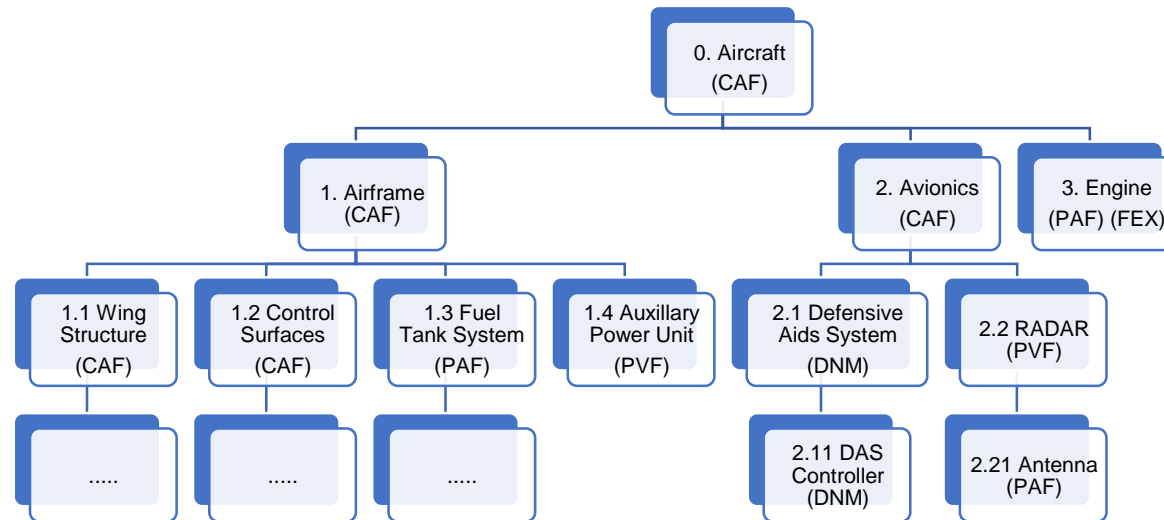 0. Aircraft
(CAF)
1. Airframe
(CAF)
2. Avionics
(CAF)
3. Engine
(PAF) (FEX)
1.1 Wing
Structure
(CAF)
1.2 Control
Surfaces
(CAF)
1.3 Fuel
Tank System
(PAF)
1.4 Auxillary
Power Unit
(PVF)
2.1 Defensive
Aids System
(DNM)
2.2 RADAR
(PVF)
.....
.....
.....
2.11 DAS
Controller
(DNM)
2.21 Antenna
(PAF)